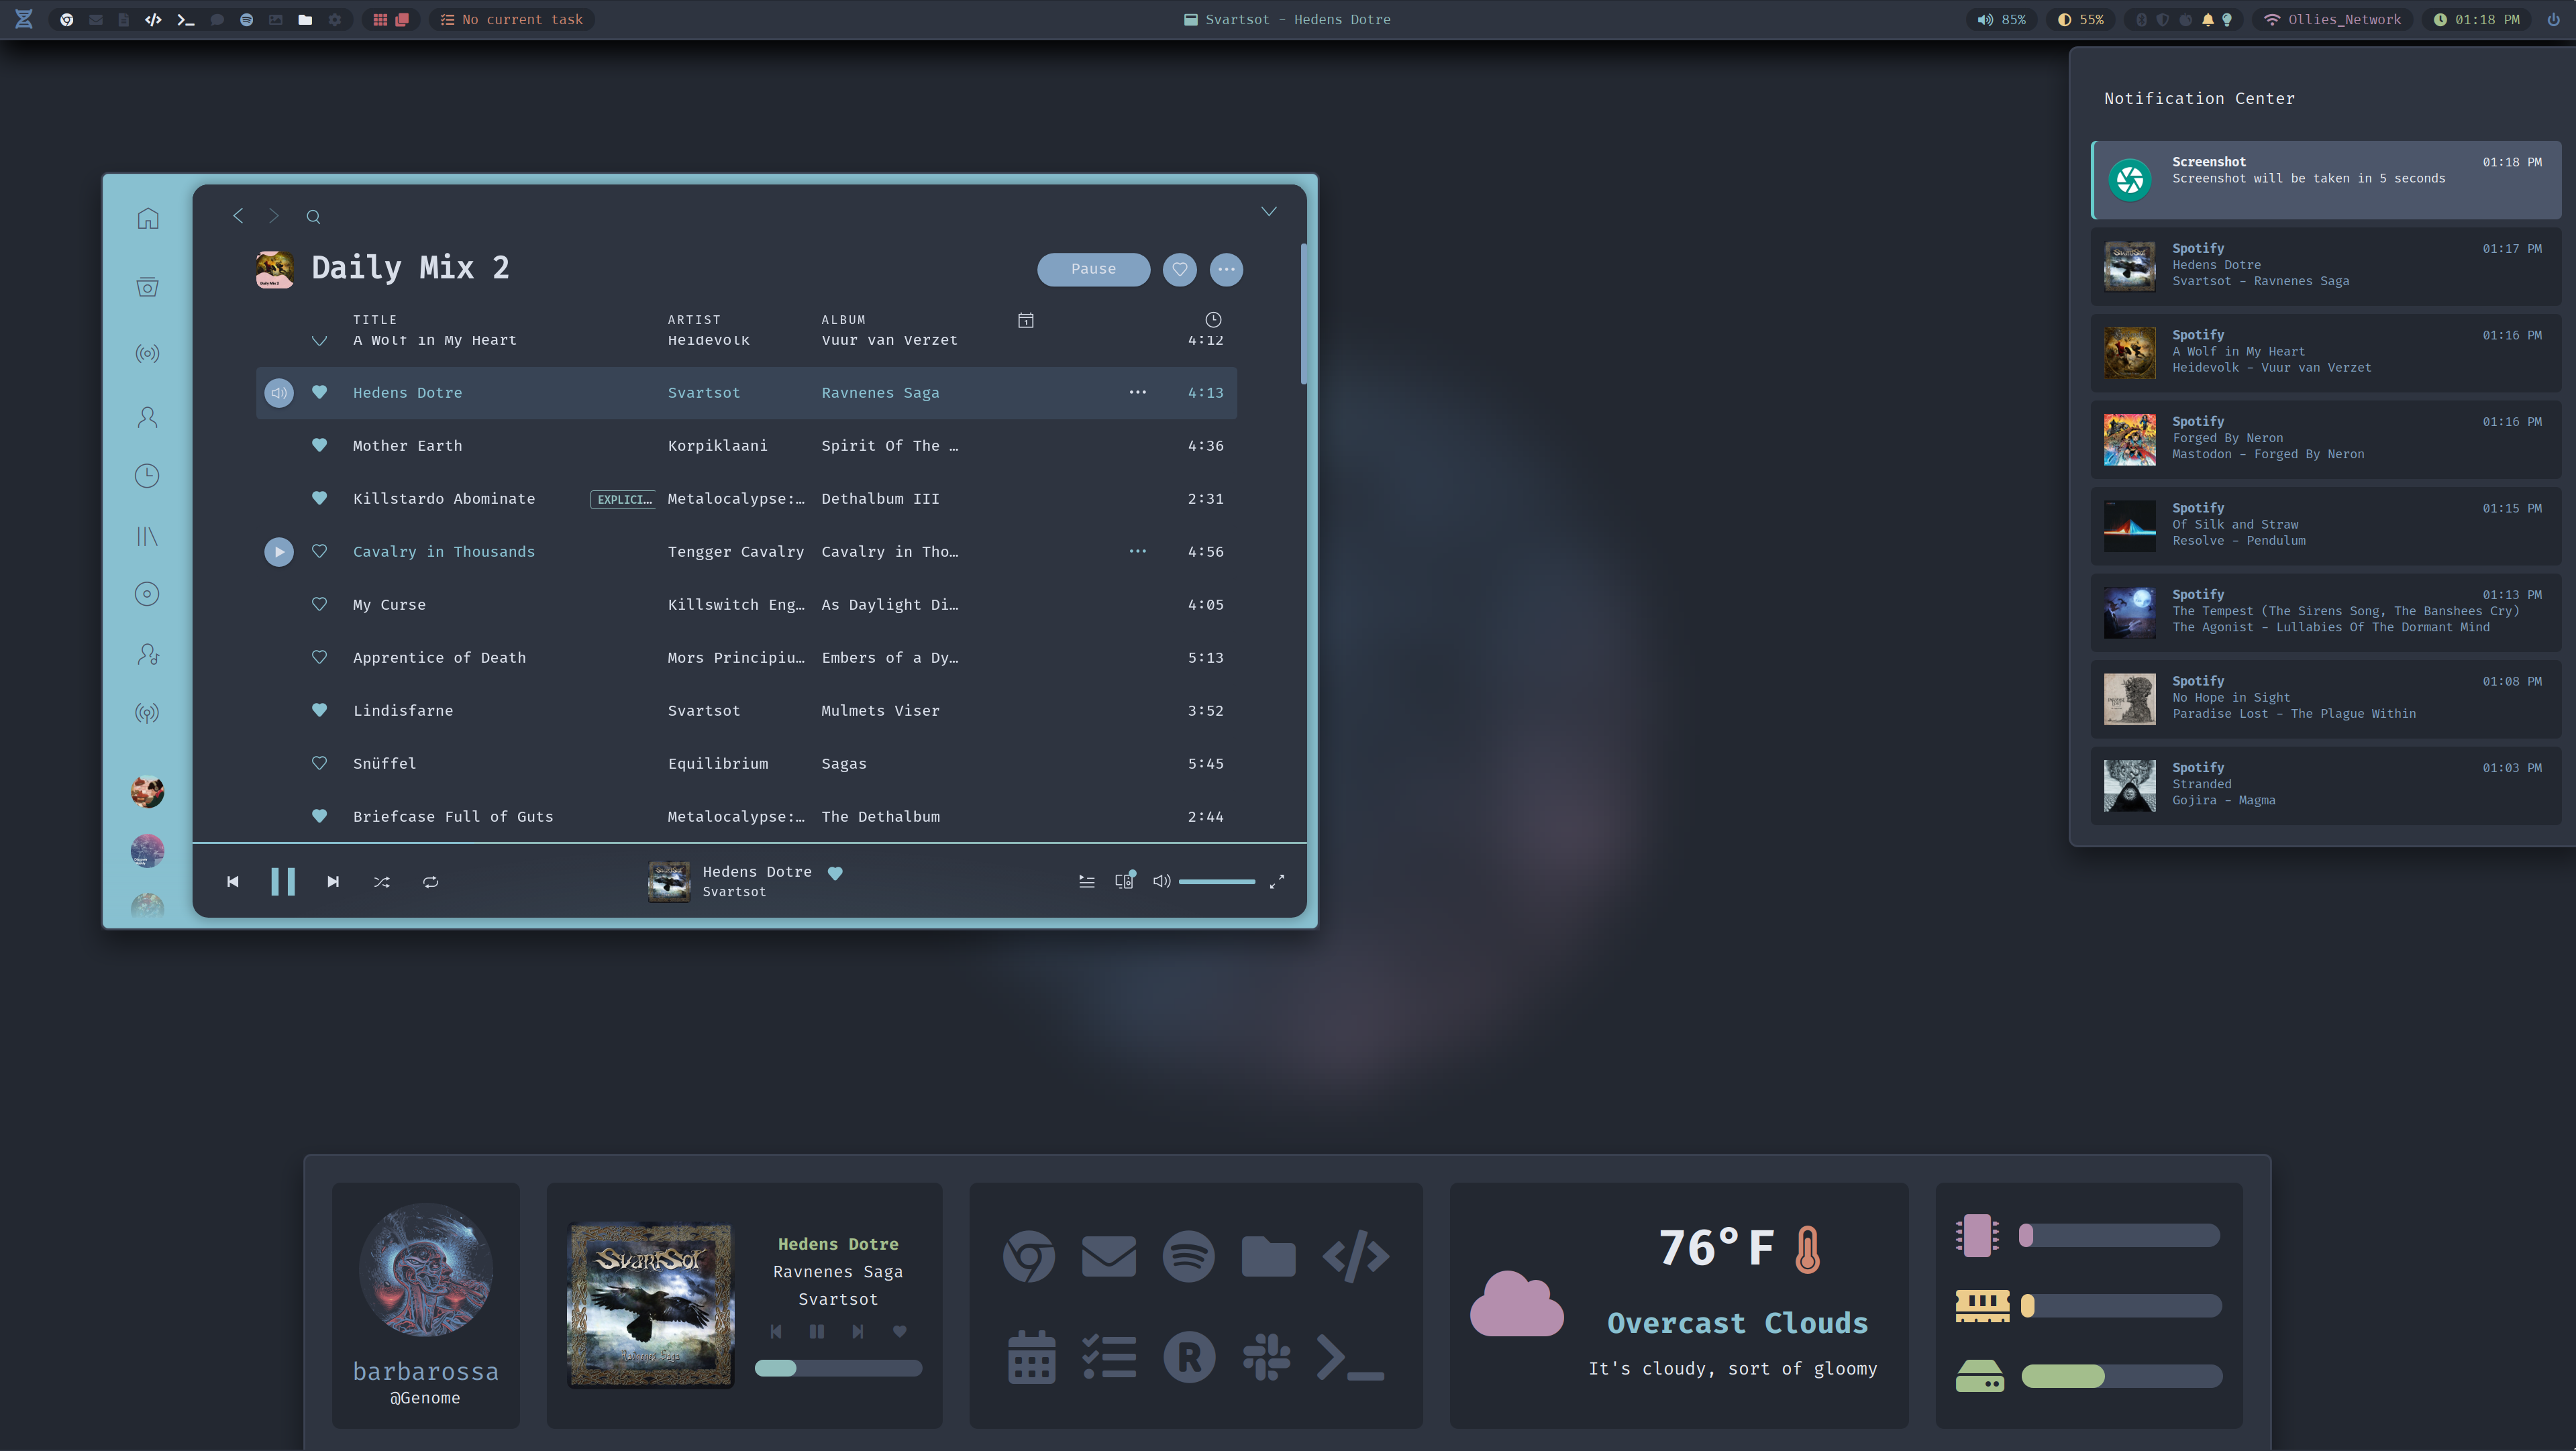 No current task
Svartsot - Hedens Dotre
85%
55%
Ollies_Network
01:18 PM
Daily Mix 2
Pause
TITLE ARTIST ALBUM
A Wolf in My Heart Heidevolk Vuur van Verzet 4:12
Hedens Dotre Svartsot Ravnenes Saga 4:13
Mother Earth Korpiklaani Spirit Of The … 4:36
Killstardo Abominate EXPLICI… Metalocalypse:… Dethalbum III 2:31
Cavalry in Thousands Tengger Cavalry Cavalry in Tho… 4:56
My Curse Killswitch Eng… As Daylight Di… 4:05
Apprentice of Death Mors Principiu… Embers of a Dy… 5:13
Lindisfarne Svartsot Mulmets Viser 3:52
Snüffel Equilibrium Sagas 5:45
Briefcase Full of Guts Metalocalypse:… The Dethalbum 2:44
Hedens Dotre
Svartsot
Notification Center
Screenshot 01:18 PM
Screenshot will be taken in 5 seconds
Spotify 01:17 PM
Hedens Dotre
Svartsot - Ravnenes Saga
Spotify 01:16 PM
A Wolf in My Heart
Heidevolk - Vuur van Verzet
Spotify 01:16 PM
Forged By Neron
Mastodon - Forged By Neron
Spotify 01:15 PM
Of Silk and Straw
Resolve - Pendulum
Spotify 01:13 PM
The Tempest (The Sirens Song, The Banshees Cry)
The Agonist - Lullabies Of The Dormant Mind
Spotify 01:08 PM
No Hope in Sight
Paradise Lost - The Plague Within
Spotify 01:03 PM
Stranded
Gojira - Magma
barbarossa
@Genome
SVARTSOT
Ravnenes Saga
Hedens Dotre
Ravnenes Saga
Svartsot
76°F
Overcast Clouds
It's cloudy, sort of gloomy